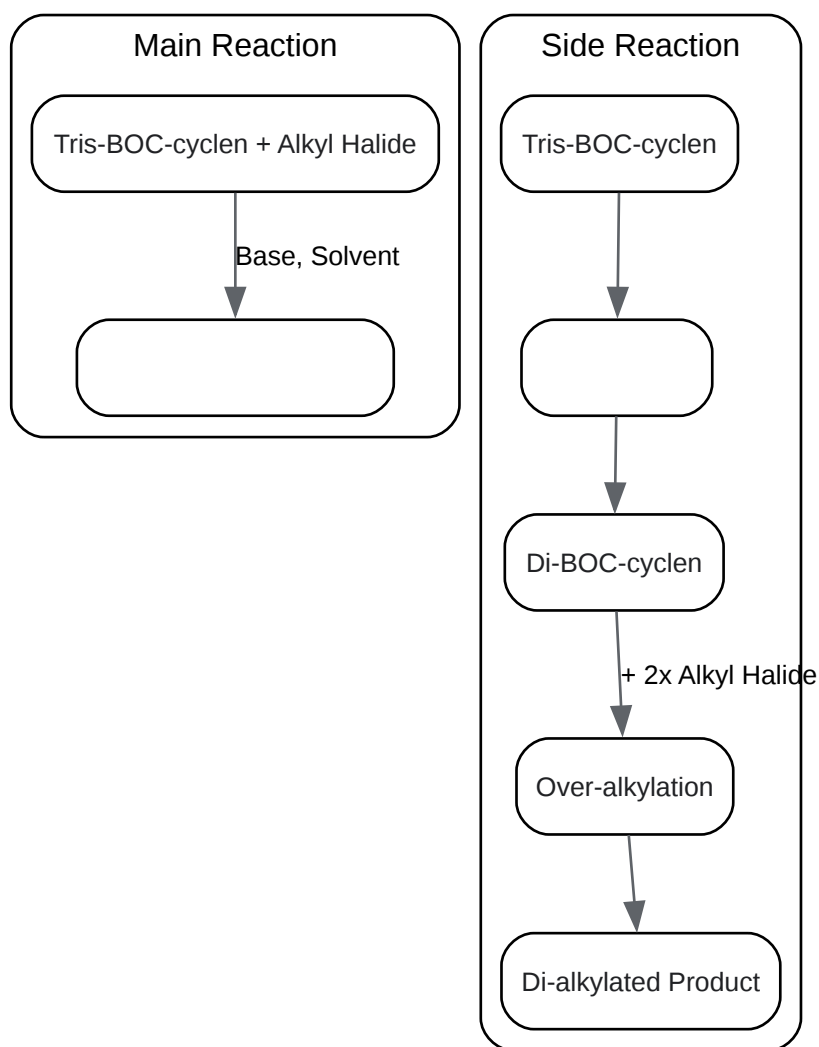 Main Reaction
Tris-BOC-cyclen + Alkyl Halide
Base, Solvent
Side Reaction
Tris-BOC-cyclen
Di-BOC-cyclen
+ 2x Alkyl Halide
Over-alkylation
Di-alkylated Product